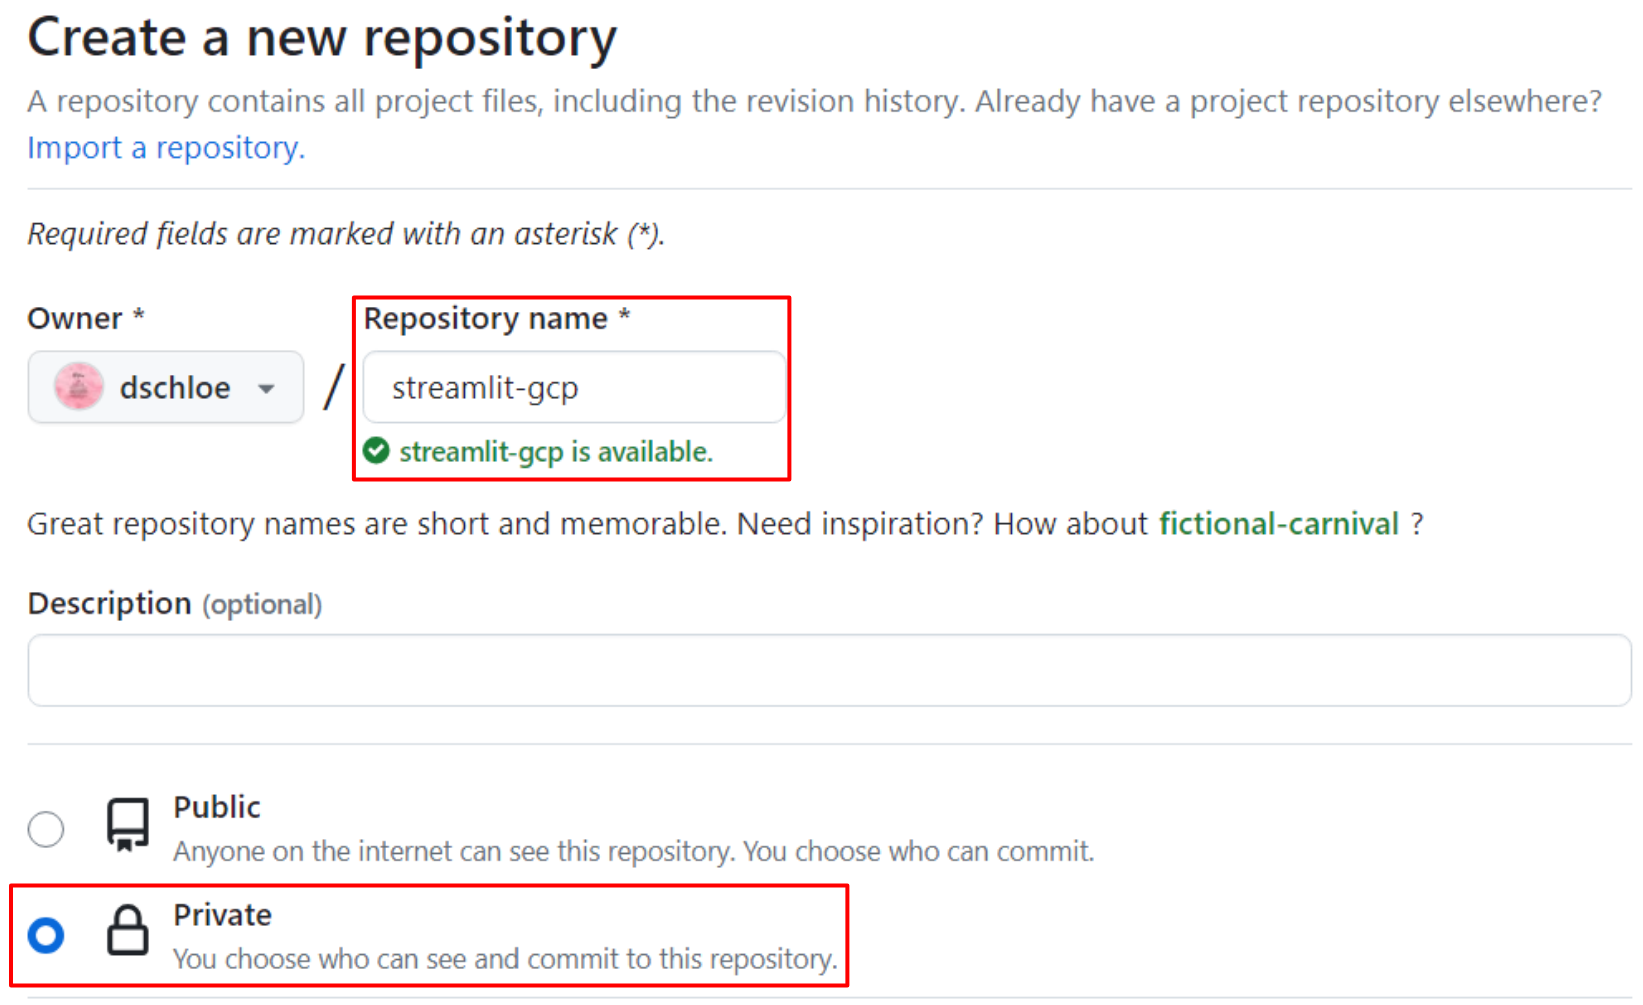 Create a new repository
A repository contains all project files, including the revision history. Already have a project repository elsewhere?
Import a repository.
Required fields are marked with an asterisk (*).
Owner *
Repository name *
dschloe
/
streamlit-gcp
streamlit-gcp is available.
Great repository names are short and memorable. Need inspiration? How about fictional-carnival ?
Description (optional)
Public
Anyone on the internet can see this repository. You choose who can commit.
Private
You choose who can see and commit to this repository.